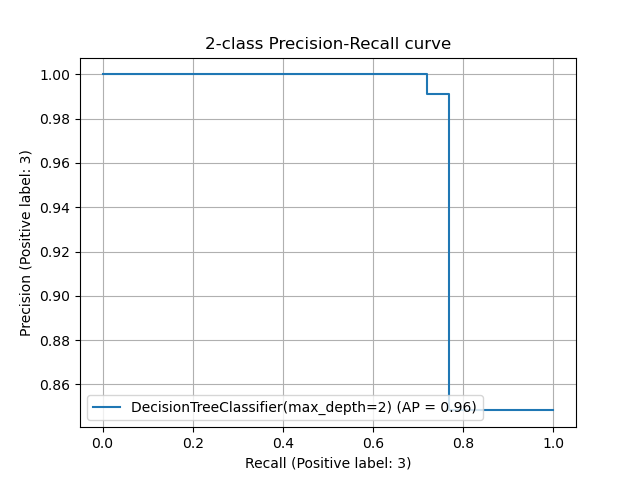 2-class Precision-Recall curve
Precision (Positive label: 3)
1.00
0.98
0.96
0.94
0.92
0.90
0.88
0.86
DecisionTreeClassifier(max_depth=2) (AP = 0.96)
0.0 0.2 0.4 0.6 0.8 1.0
Recall (Positive label: 3)